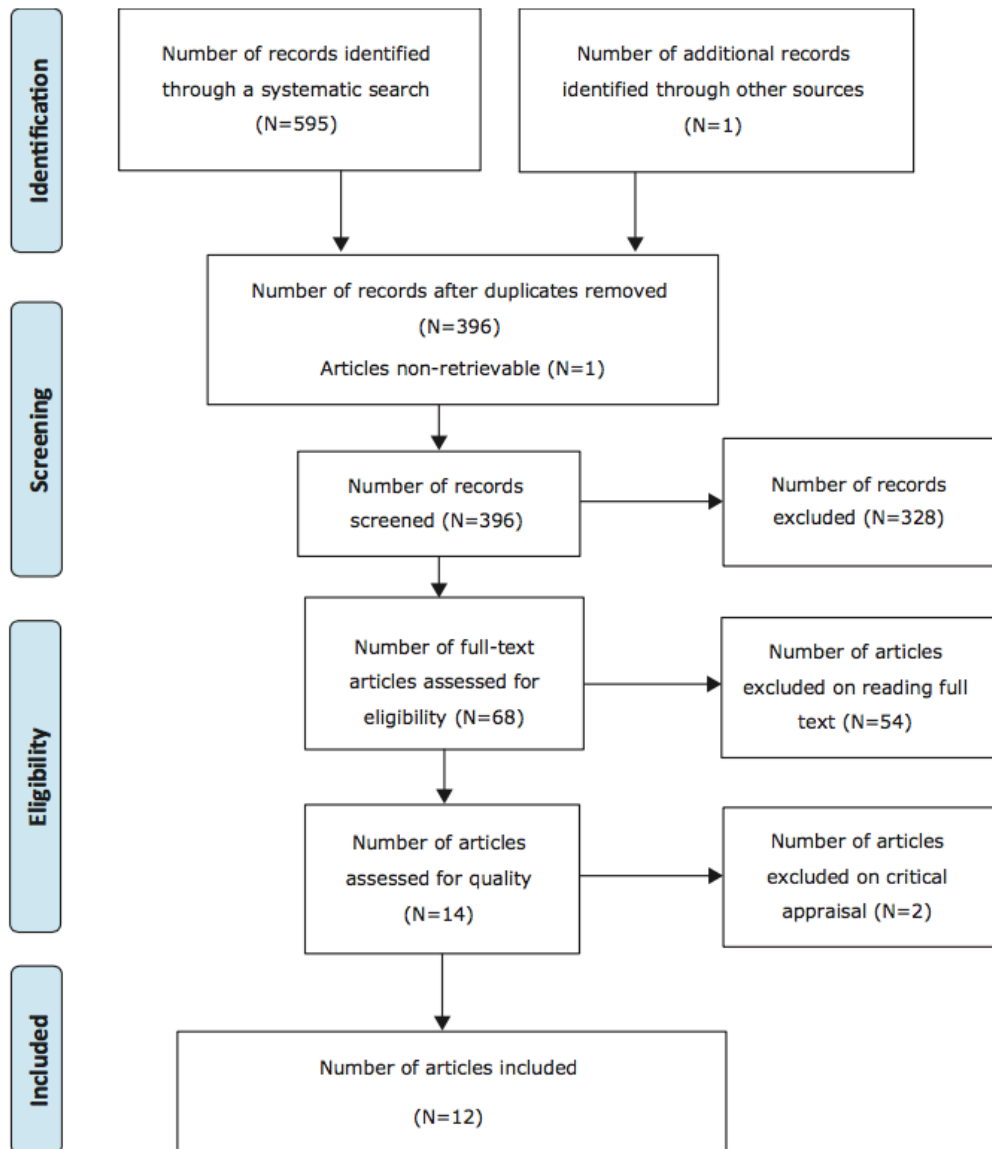 Identification
Number of records identified
through a systematic search
(N=595)
Number of additional records
identified through other sources
(N=1)
Screening
Number of records after duplicates removed
(N=396)
Articles non-retrievable (N=1)
Number of records
screened (N=396)
Number of records
excluded (N=328)
Eligibility
Number of full-text
articles assessed for
eligibility (N=68)
Number of articles
excluded on reading full
text (N=54)
Number of articles
assessed for quality
(N=14)
Number of articles
excluded on critical
appraisal (N=2)
Included
Number of articles included
(N=12)